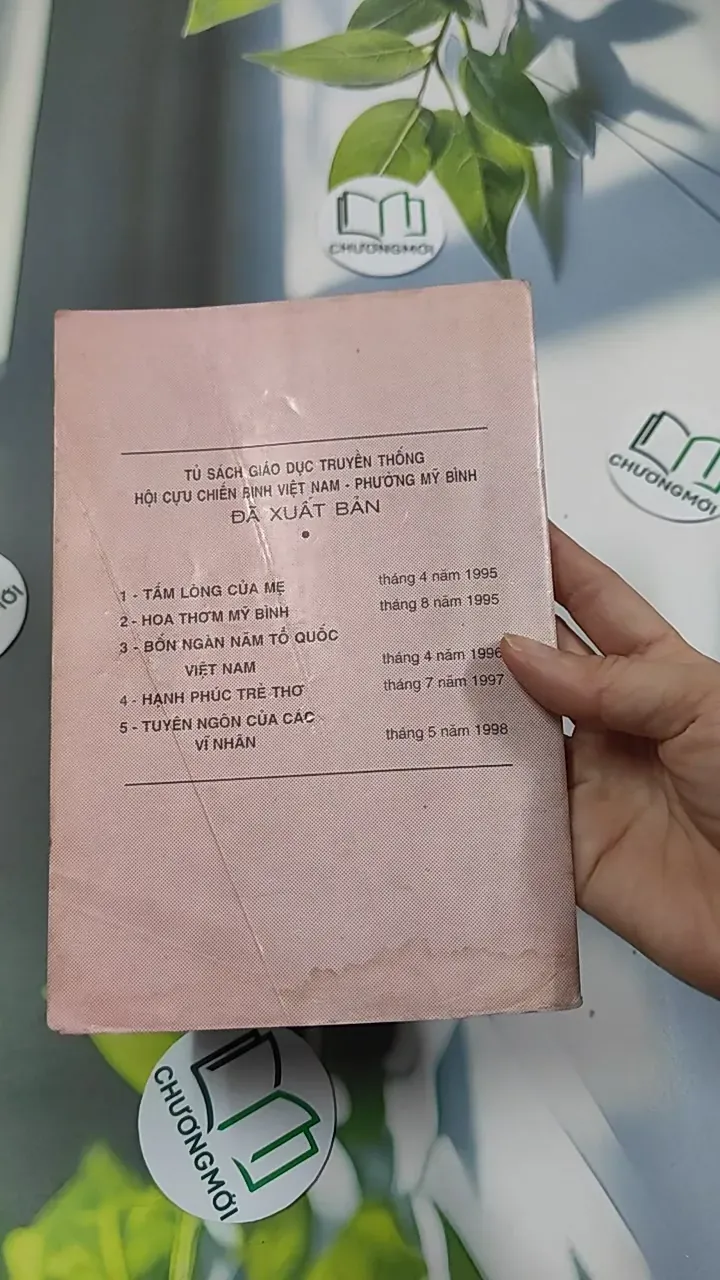 CHƯƠNGMỚI
CHƯƠNGMỚI
TỦ SÁCH GIÁO DỤC TRUYỀN THỐNG
HỘI CỰU CHIẾN BINH VIỆT NAM - PHƯỜNG MỸ BÌNH
ĐÃ XUẤT BẢN
1 - TẤM LÒNG CỦA MẸ tháng 4 năm 1995
2 - HOA THƠM MỸ BÌNH tháng 8 năm 1995
3 - BỐN NGÀN NĂM TỔ QUỐC
VIỆT NAM tháng 4 năm 1996
4 - HẠNH PHÚC TRẺ THƠ tháng 7 năm 1997
5 - TUYÊN NGÔN CỦA CÁC
VĨ NHÂN tháng 5 năm 1998
CHƯƠNGMỚI